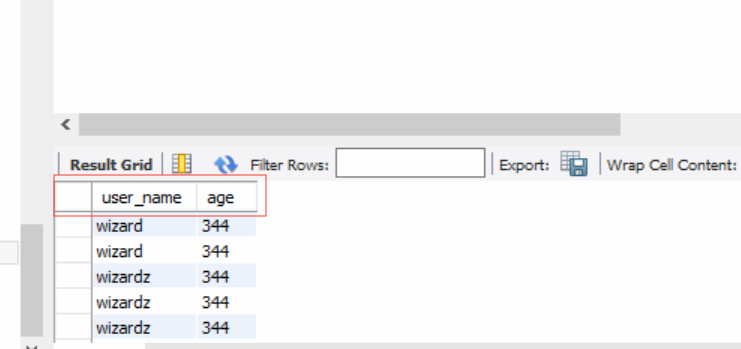 Result Grid Filter Rows: Export: Wrap Cell Content:
user_name age
wizard 344
wizard 344
wizardz 344
wizardz 344
wizardz 344